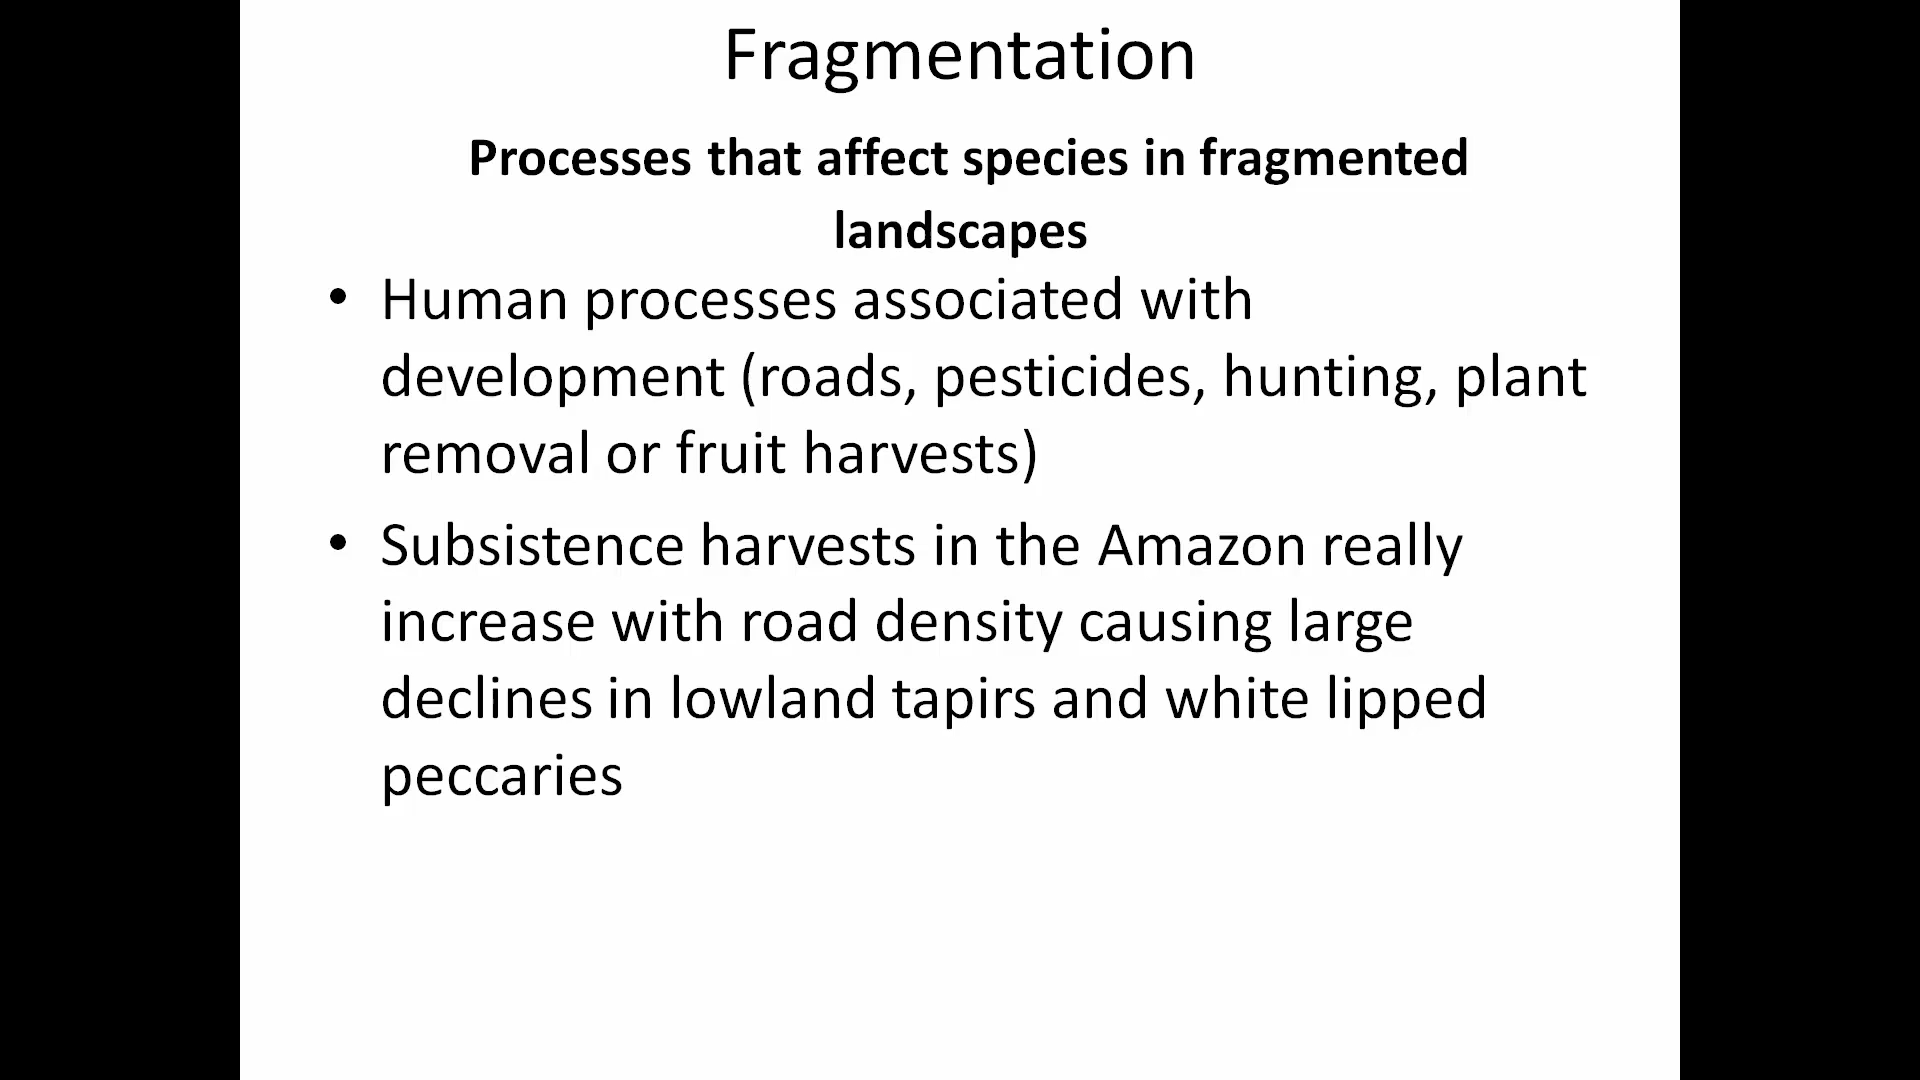 Fragmentation
Processes that affect species in fragmented
landscapes
• Human processes associated with
development (roads, pesticides, hunting, plant
removal or fruit harvests)
• Subsistence harvests in the Amazon really
increase with road density causing large
declines in lowland tapirs and white lipped
peccaries